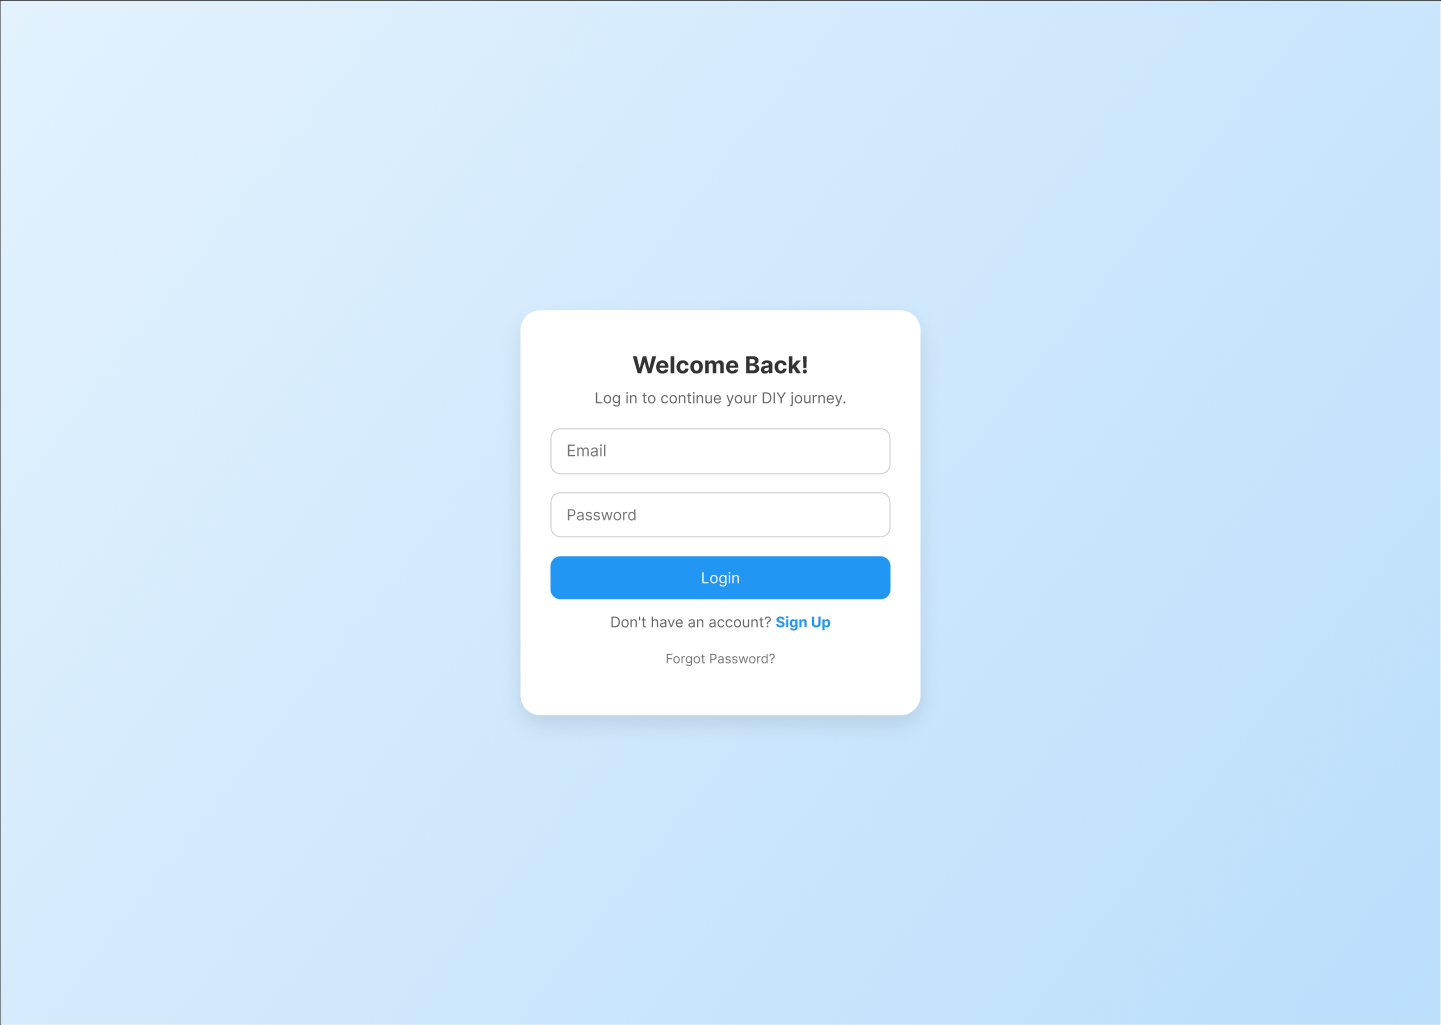 Welcome Back!
Log in to continue your DIY journey.
Email
Password
Login
Don't have an account? Sign Up
Forgot Password?